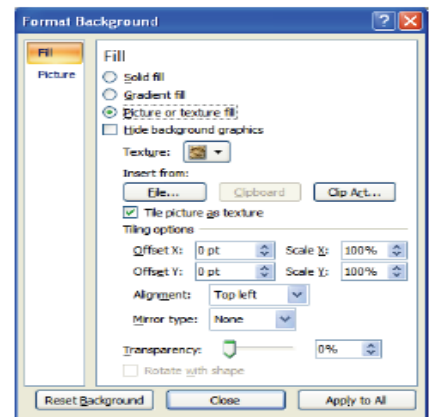 Format Background
Fill
Picture
Fill
Solid fill
Gradient fill
Picture or texture fill
Hide background graphics
Texture:
Insert from:
File... Clipboard Clip Art...
Tile picture as texture
Tiling options
Offset X: 0 pt Scale X: 100%
Offset Y: 0 pt Scale Y: 100%
Alignment: Top left
Mirror type: None
Transparency: 0%
Rotate with shape
Reset Background Close Apply to All